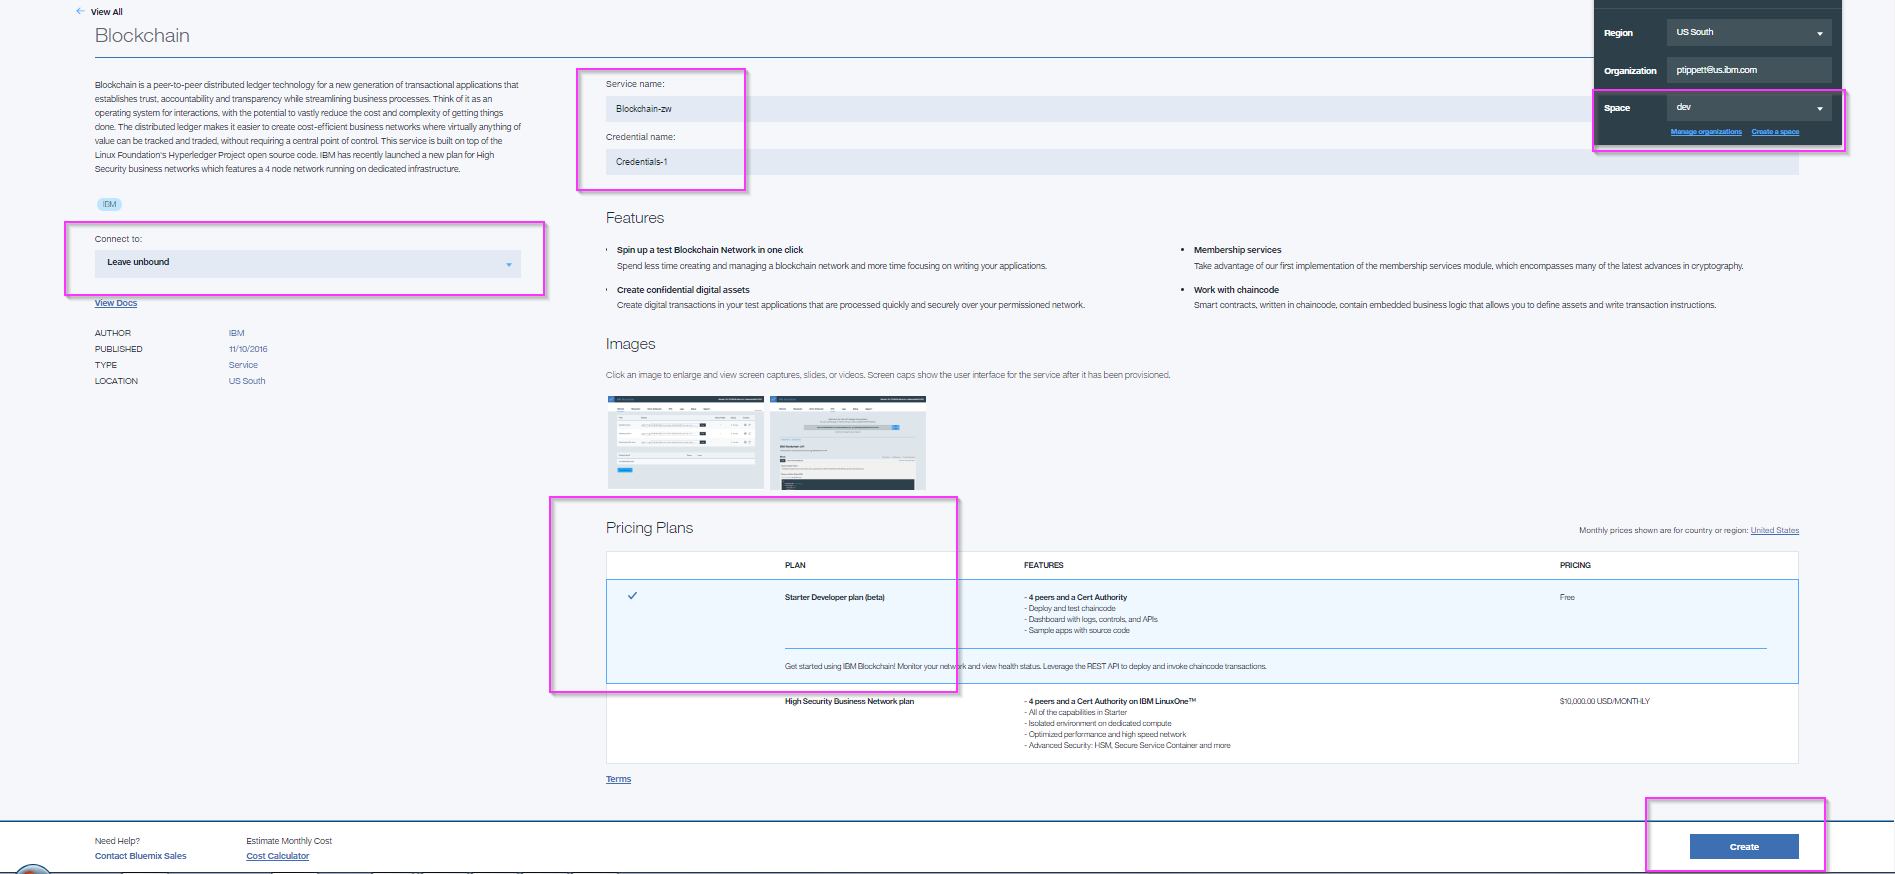 ← View All
Blockchain
Blockchain is a peer-to-peer distributed ledger technology for a new generation of transactional applications that
establishes trust, accountability and transparency while streamlining business processes. Think of it as an
operating system for interactions, with the potential to vastly reduce the cost and complexity of getting things
done. The distributed ledger makes it easier to create cost-efficient business networks where virtually anything of
value can be tracked and traded, without requiring a central point of control. This service is built on top of the
Linux Foundation's Hyperledger Project open source code. IBM has recently launched a new plan for High
Security business networks which features a 4 node network running on dedicated infrastructure.
IBM
Connect to:
Leave unbound
View Docs
AUTHOR IBM
PUBLISHED 11/10/2016
TYPE Service
LOCATION US South
Region US South
Organization ptippett@us.ibm.com
Space dev
Manage organizations Create a space
Service name:
Blockchain-zw
Credential name:
Credentials-1
Features
Spin up a test Blockchain Network in one click
Spend less time creating and managing a blockchain network and more time focusing on writing your applications.
Create confidential digital assets
Create digital transactions in your test applications that are processed quickly and securely over your permissioned network.
Membership services
Take advantage of our first implementation of the membership services module, which encompasses many of the latest advances in cryptography.
Work with chaincode
Smart contracts, written in chaincode, contain embedded business logic that allows you to define assets and write transaction instructions.
Images
Click an image to enlarge and view screen captures, slides, or videos. Screen caps show the user interface for the service after it has been provisioned.
Pricing Plans
Monthly prices shown are for country or region: United States
PLAN FEATURES PRICING
Starter Developer plan (beta) - 4 peers and a Cert Authority Free
- Deploy and test chaincode
- Dashboard with logs, controls, and APIs
- Sample apps with source code
Get started using IBM Blockchain! Monitor your network and view health status. Leverage the REST API to deploy and invoke chaincode transactions.
High Security Business Network plan - 4 peers and a Cert Authority on IBM LinuxOne™ $10,000.00 USD/MONTHLY
- All of the capabilities in Starter
- Isolated environment on dedicated compute
- Optimized performance and high speed network
- Advanced Security: HSM, Secure Service Container and more
Terms
Need Help? Estimate Monthly Cost
Contact Bluemix Sales Cost Calculator
Create